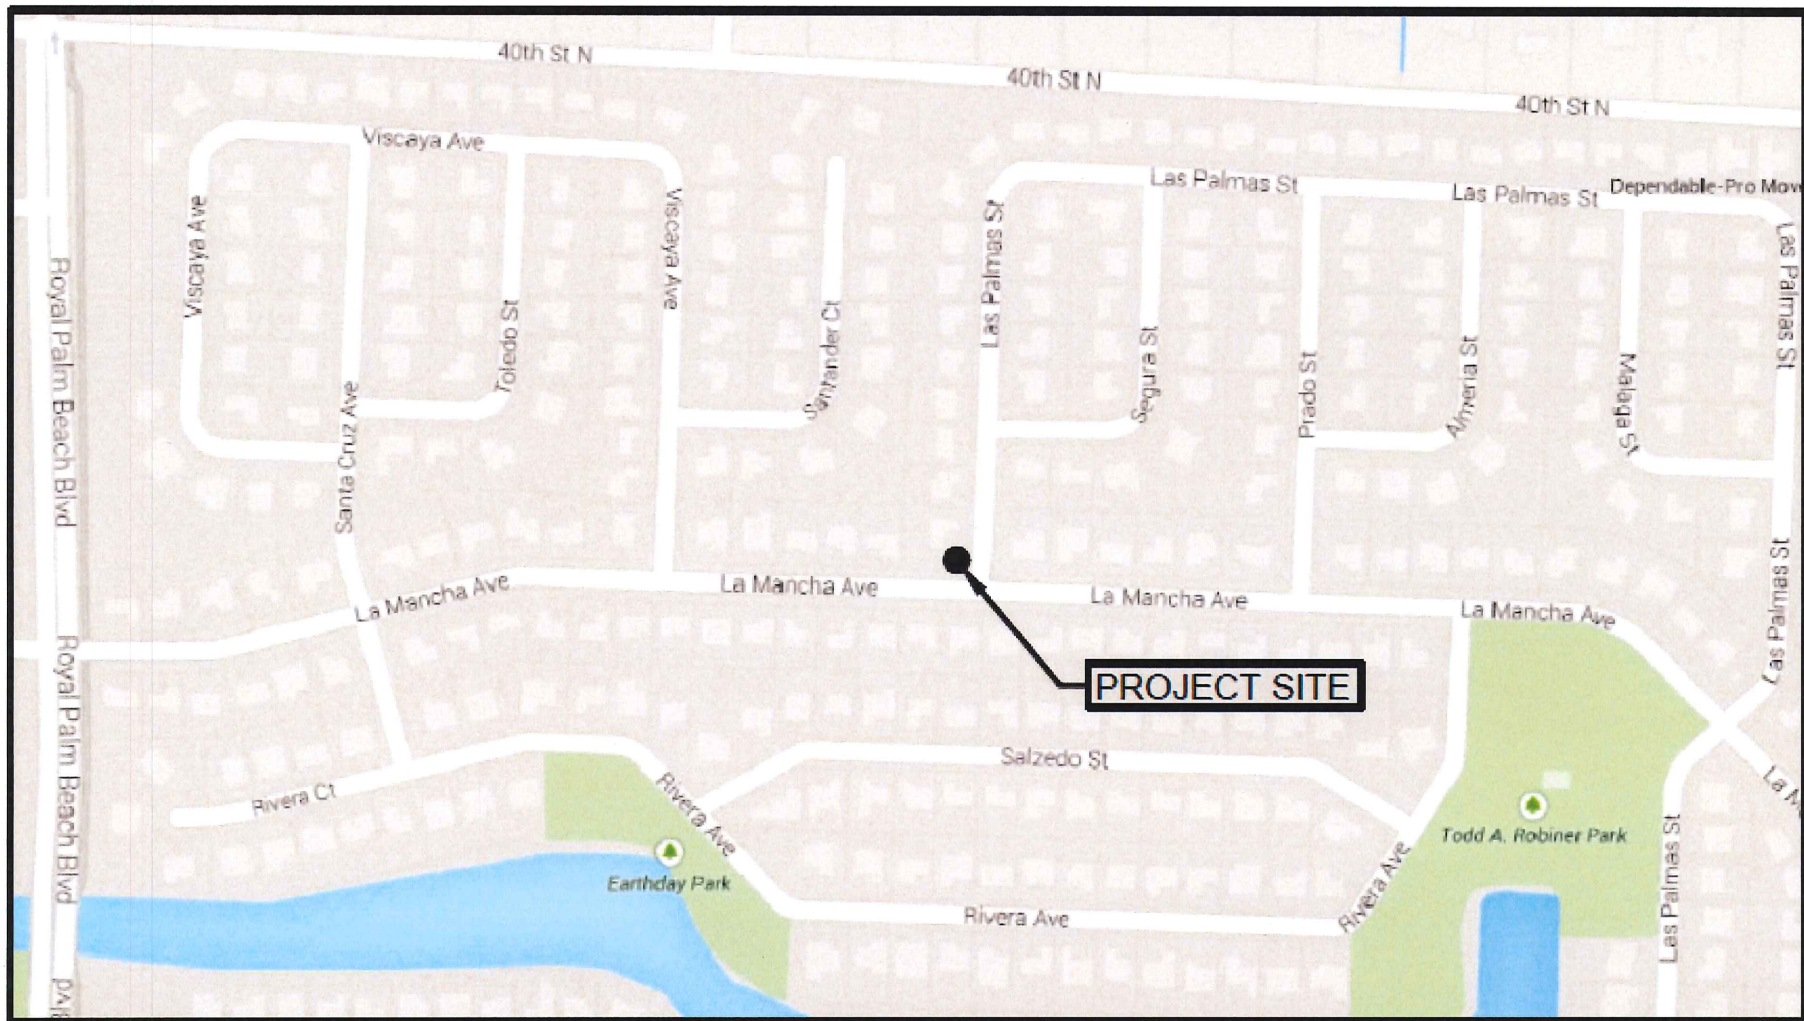 40th St N
40th St N
40th St N
Viscaya Ave
Las Palmas St
Las Palmas St
Dependable-Pro Mov
Viscaya Ave
Viscaya Ave
Las Palmas St
Las Palmas St
Royal Palm Beach Blvd
Tolado St
Santander Ct
Segura St
Prado St
Almeria St
Malaga St
Sante Cruz Ave
La Mancha Ave
La Mancha Ave
La Mancha Ave
La Mancha Ave
Las Palmas St
PROJECT SITE
Royal Palm Beach Blvd
Salzedo St
Rivera Ct
Rivera Ave
La M
Todd A. Robiner Park
Earthday Park
Rivera Ave
Rivera Ave
Las Palmas St